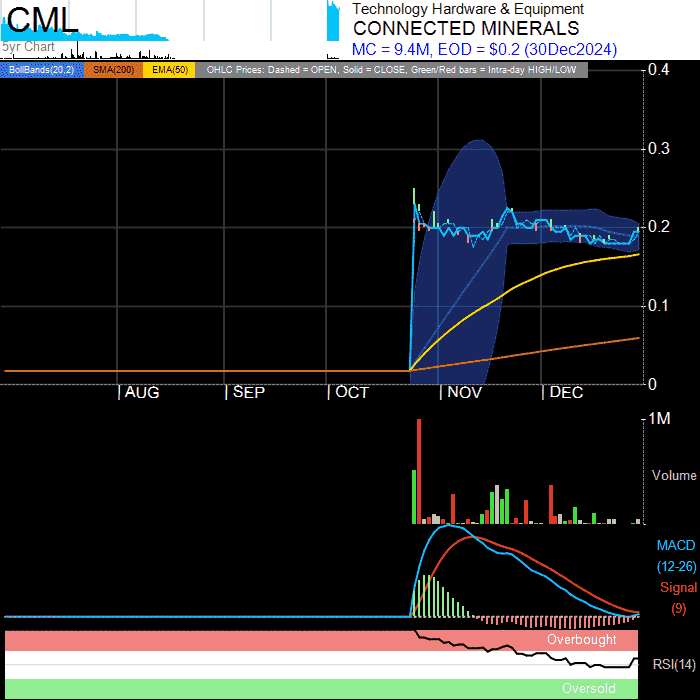 CML
5yr Chart
Technology Hardware & Equipment
CONNECTED MINERALS
MC = 9.4M, EOD = $0.2 (30Dec2024)
BollBands(20,2) SMA(200) EMA(50) OHLC Prices: Dashed = OPEN, Solid = CLOSE, Green/Red bars = Intra-day HIGH/LOW
0.4
0.3
0.2
0.1
0
AUG SEP OCT NOV DEC
1M
Volume
MACD
(12-26)
Signal
(9)
Overbought
RSI(14)
Oversold